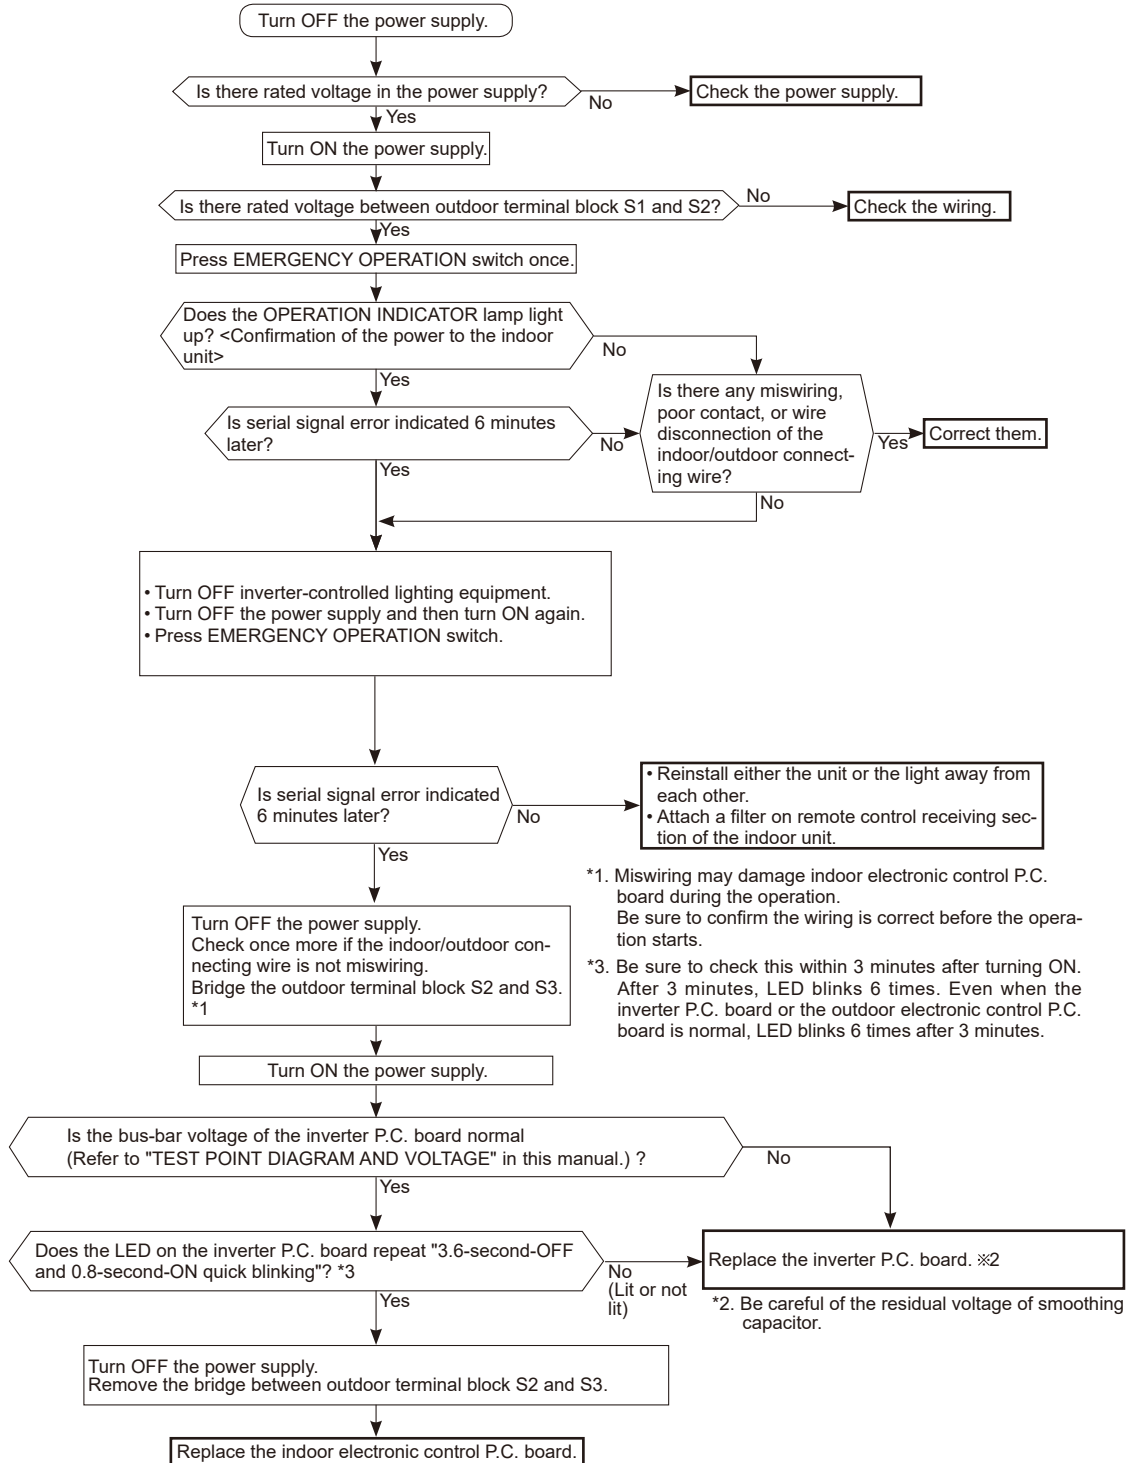 Turn OFF the power supply.
Is there rated voltage in the power supply?
No
Check the power supply.
Yes
Turn ON the power supply.
Is there rated voltage between outdoor terminal block S1 and S2?
No
Check the wiring.
Yes
Press EMERGENCY OPERATION switch once.
Does the OPERATION INDICATOR lamp light
up? <Confirmation of the power to the indoor
unit>
No
Yes
Is there any miswiring,
poor contact, or wire
disconnection of the
indoor/outdoor connect-
ing wire?
Yes
Correct them.
No
Is serial signal error indicated 6 minutes
later?
No
Yes
• Turn OFF inverter-controlled lighting equipment.
• Turn OFF the power supply and then turn ON again.
• Press EMERGENCY OPERATION switch.
Is serial signal error indicated
6 minutes later?
No
• Reinstall either the unit or the light away from
each other.
• Attach a filter on remote control receiving sec-
tion of the indoor unit.
Yes
*1. Miswiring may damage indoor electronic control P.C.
board during the operation.
Be sure to confirm the wiring is correct before the opera-
tion starts.
*3. Be sure to check this within 3 minutes after turning ON.
After 3 minutes, LED blinks 6 times. Even when the
inverter P.C. board or the outdoor electronic control P.C.
board is normal, LED blinks 6 times after 3 minutes.
Turn OFF the power supply.
Check once more if the indoor/outdoor con-
necting wire is not miswiring.
Bridge the outdoor terminal block S2 and S3.
*1
Turn ON the power supply.
Is the bus-bar voltage of the inverter P.C. board normal
(Refer to "TEST POINT DIAGRAM AND VOLTAGE" in this manual.) ?
No
Yes
Does the LED on the inverter P.C. board repeat "3.6-second-OFF
and 0.8-second-ON quick blinking"? *3
No
(Lit or not
lit)
Replace the inverter P.C. board. ※2
*2. Be careful of the residual voltage of smoothing
capacitor.
Yes
Turn OFF the power supply.
Remove the bridge between outdoor terminal block S2 and S3.
Replace the indoor electronic control P.C. board.